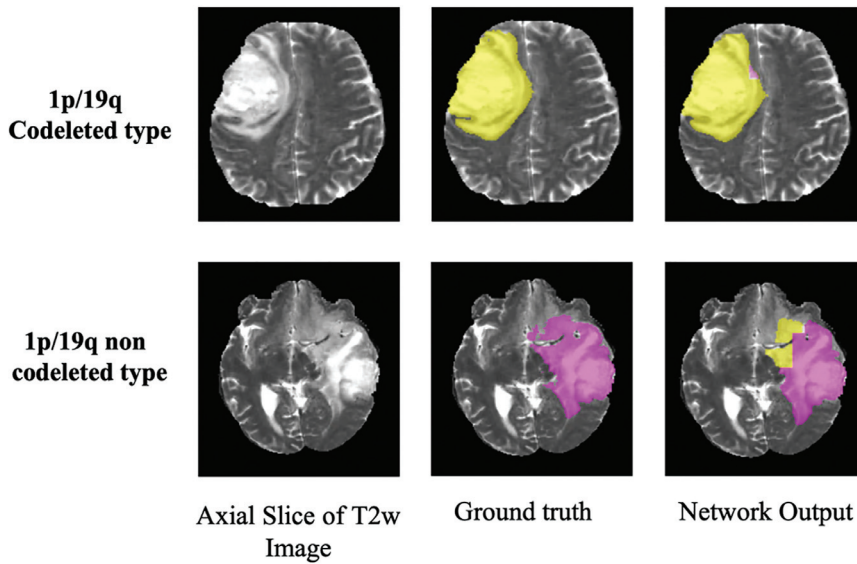 1p/19q
Codeleted type
1p/19q non
codeleted type
Axial Slice of T2w
Image
Ground truth
Network Output